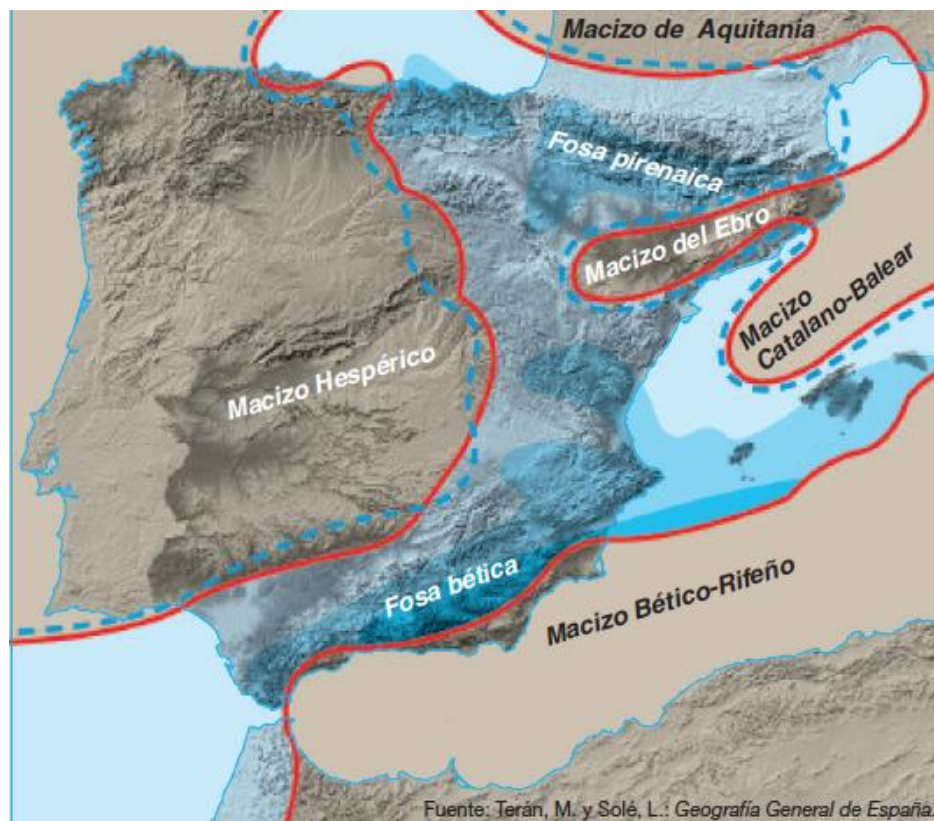 Macizo de Aquitania
Fosa pirenaica
Macizo del Ebro
Macizo
Catalano-Balear
Macizo Hespérico
Fosa bética
Macizo Bético-Rifeño
Fuente: Terán, M. y Solé, L.: Geografía General de España.